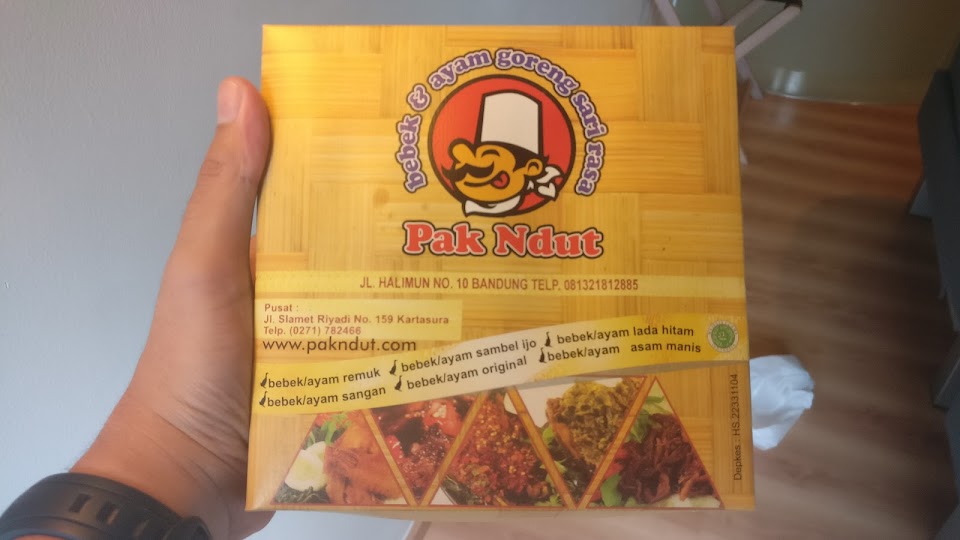 bebek & ayam goreng sari rasa
Pak Ndut
JL. HALIMUN NO. 10 BANDUNG TELP. 081321812885
Pusat :
Jl. Slamet Riyadi No. 159 Kartasura
Telp. (0271) 782466
www.pakndut.com
bebek/ayam remuk
bebek/ayam sambel ijo
bebek/ayam lada hitam
bebek/ayam sangan
bebek/ayam original
bebek/ayam asam manis
Depkes : HS.22331104